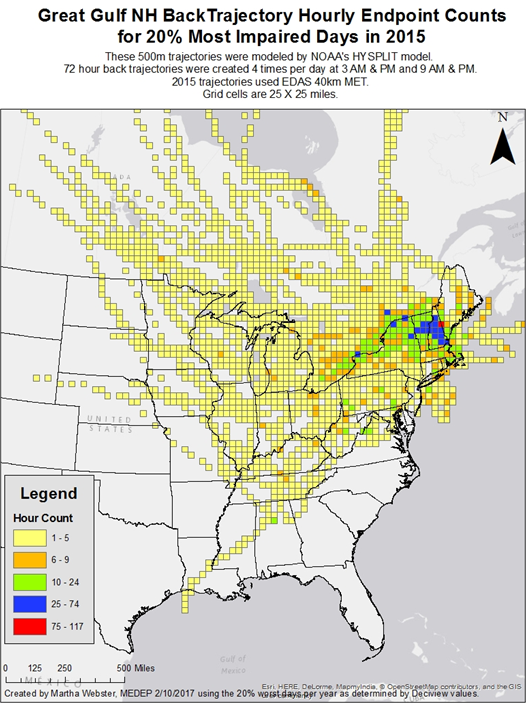 Great Gulf NH BackTrajectory Hourly Endpoint Counts
for 20% Most Impaired Days in 2015
These 500m trajectories were modeled by NOAA's HYSPLIT model.
72 hour back trajectories were created 4 times per day at 3 AM & PM and 9 AM & PM.
2015 trajectories used EDAS 40km MET.
Grid cells are 25 X 25 miles.
N
UNITED
STATES
Legend
Hour Count
1 - 5
6 - 9
10 - 24
25 - 74
75 - 117
0 125 250 500 Miles
Gulf of
MÉXICO
Esri, HERE, DeLorme, MapmyIndia, © OpenStreetMap contributors, and the GIS
Created by Martha Webster, MEDEP 2/10/2017 using the 20% worst days per year as determined by Deciview values.